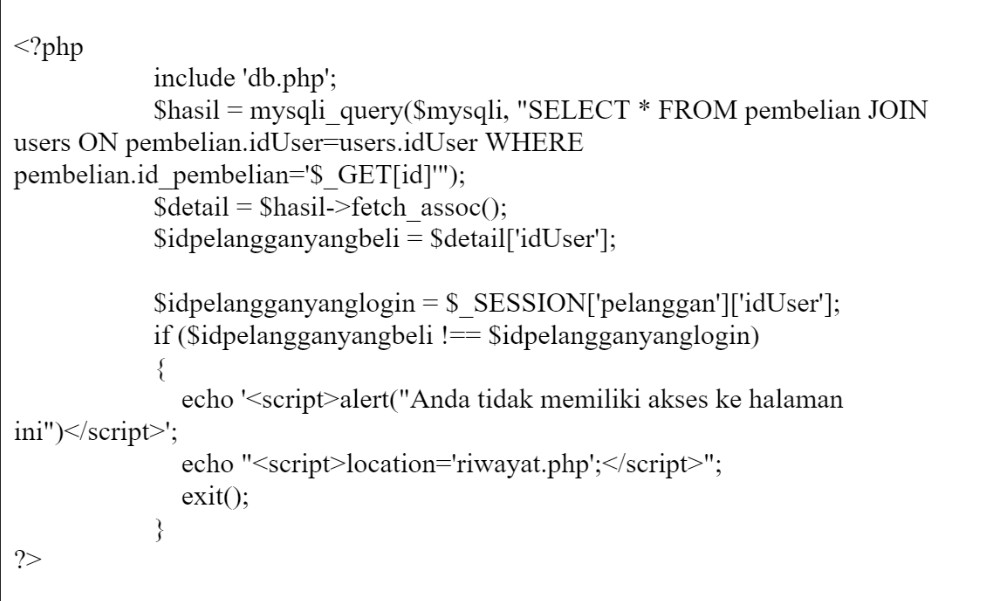 <?php
include 'db.php';
$hasil = mysqli_query($mysqli, "SELECT * FROM pembelian JOIN
users ON pembelian.idUser=users.idUser WHERE
pembelian.id_pembelian='$_GET[id]'");
$detail = $hasil->fetch_assoc();
$idpelangganyangbeli = $detail['idUser'];
$idpelangganyanglogin = $_SESSION['pelanggan']['idUser'];
if ($idpelangganyangbeli !== $idpelangganyanglogin)
{
echo '<script>alert("Anda tidak memiliki akses ke halaman
ini")</script>';
echo "<script>location='riwayat.php';</script>";
exit();
}
?>